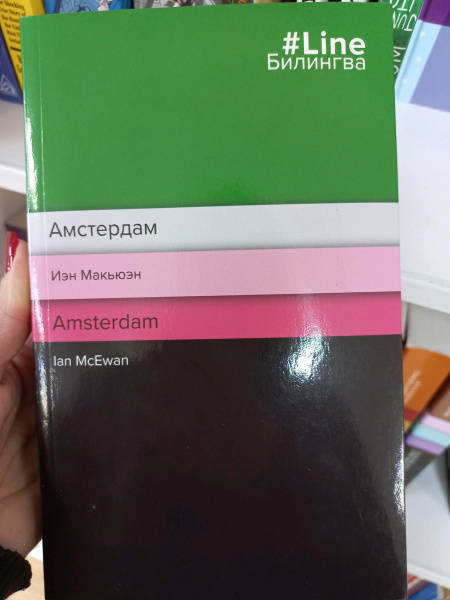 #Line
Билингва
Амстердам
Иэн Макьюэн
Amsterdam
Ian McEwan